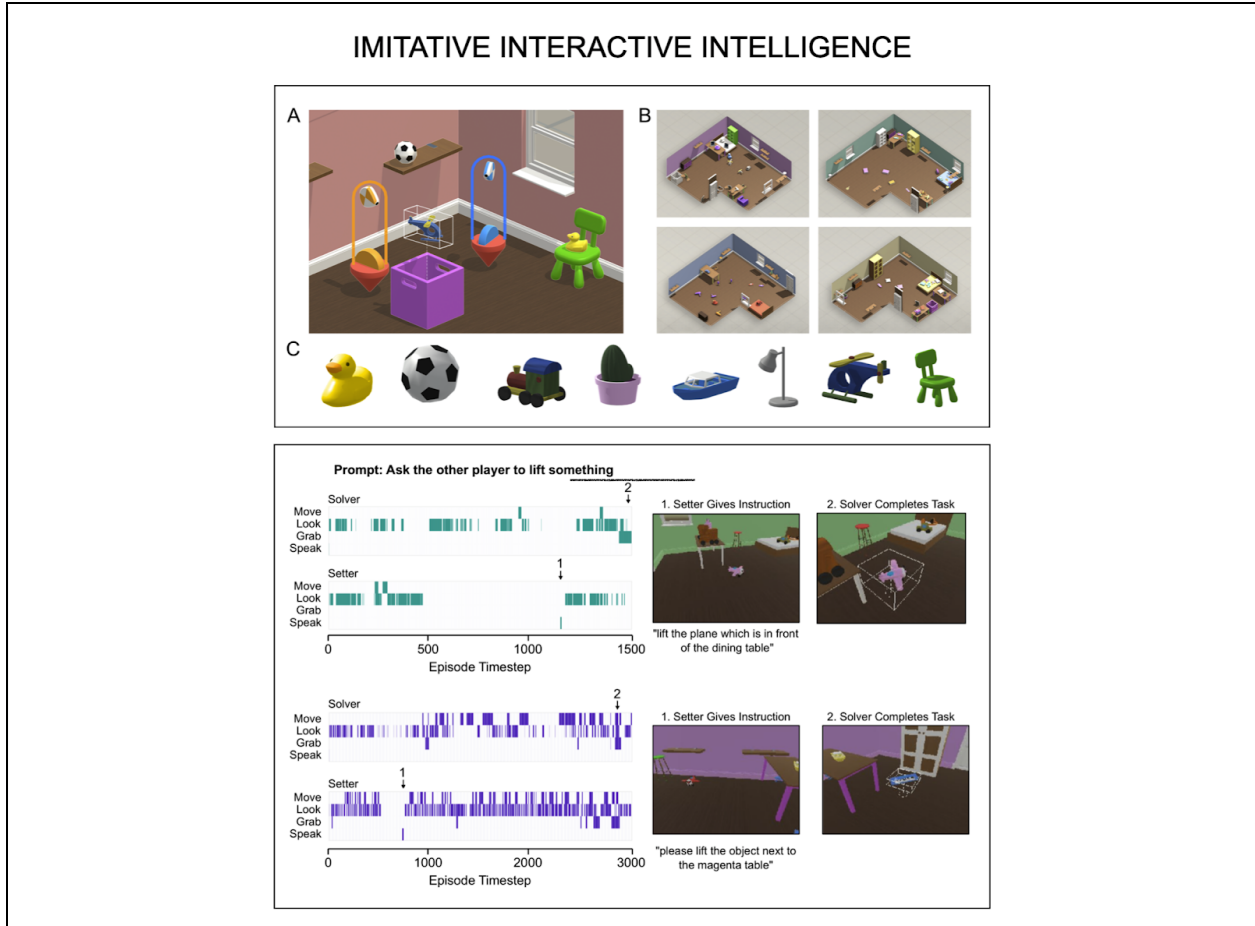 IMITATIVE INTERACTIVE INTELLIGENCE
A
B
C
Prompt: Ask the other player to lift something
2
Solver
Move
Look
Grab
Speak
1
Setter
Move
Look
Grab
Speak
0 500 1000 1500
Episode Timestep
1. Setter Gives Instruction
2. Solver Completes Task
"lift the plane which is in front
of the dining table"
2
Solver
Move
Look
Grab
Speak
1
Setter
Move
Look
Grab
Speak
0 1000 2000 3000
Episode Timestep
1. Setter Gives Instruction
2. Solver Completes Task
"please lift the object next to
the magenta table"